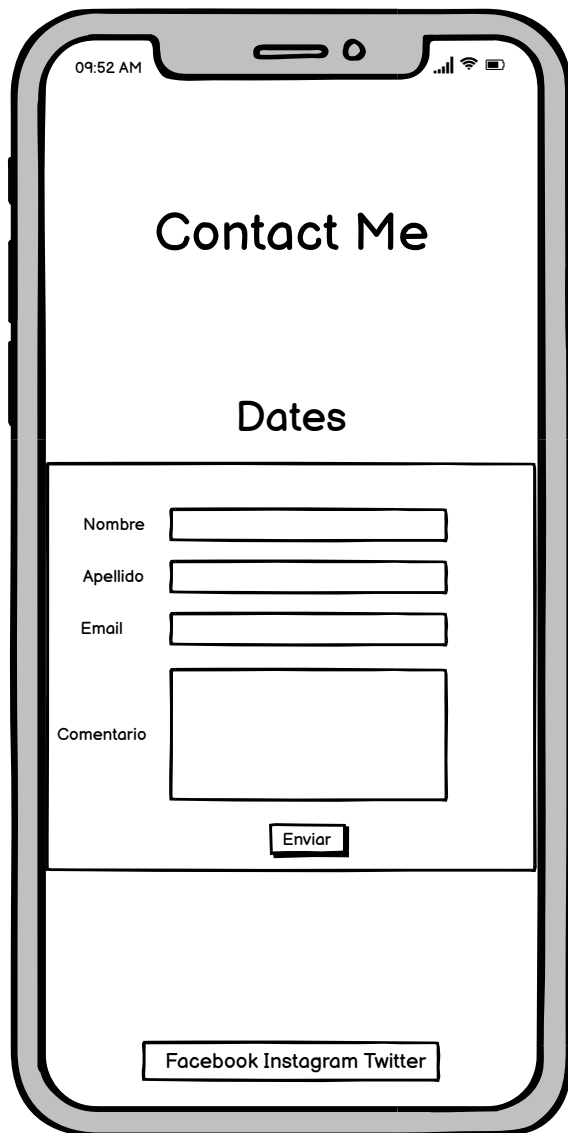 09:52 AM
Contact Me
Dates
Nombre
Apellido
Email
Comentario
Enviar
Facebook Instagram Twitter